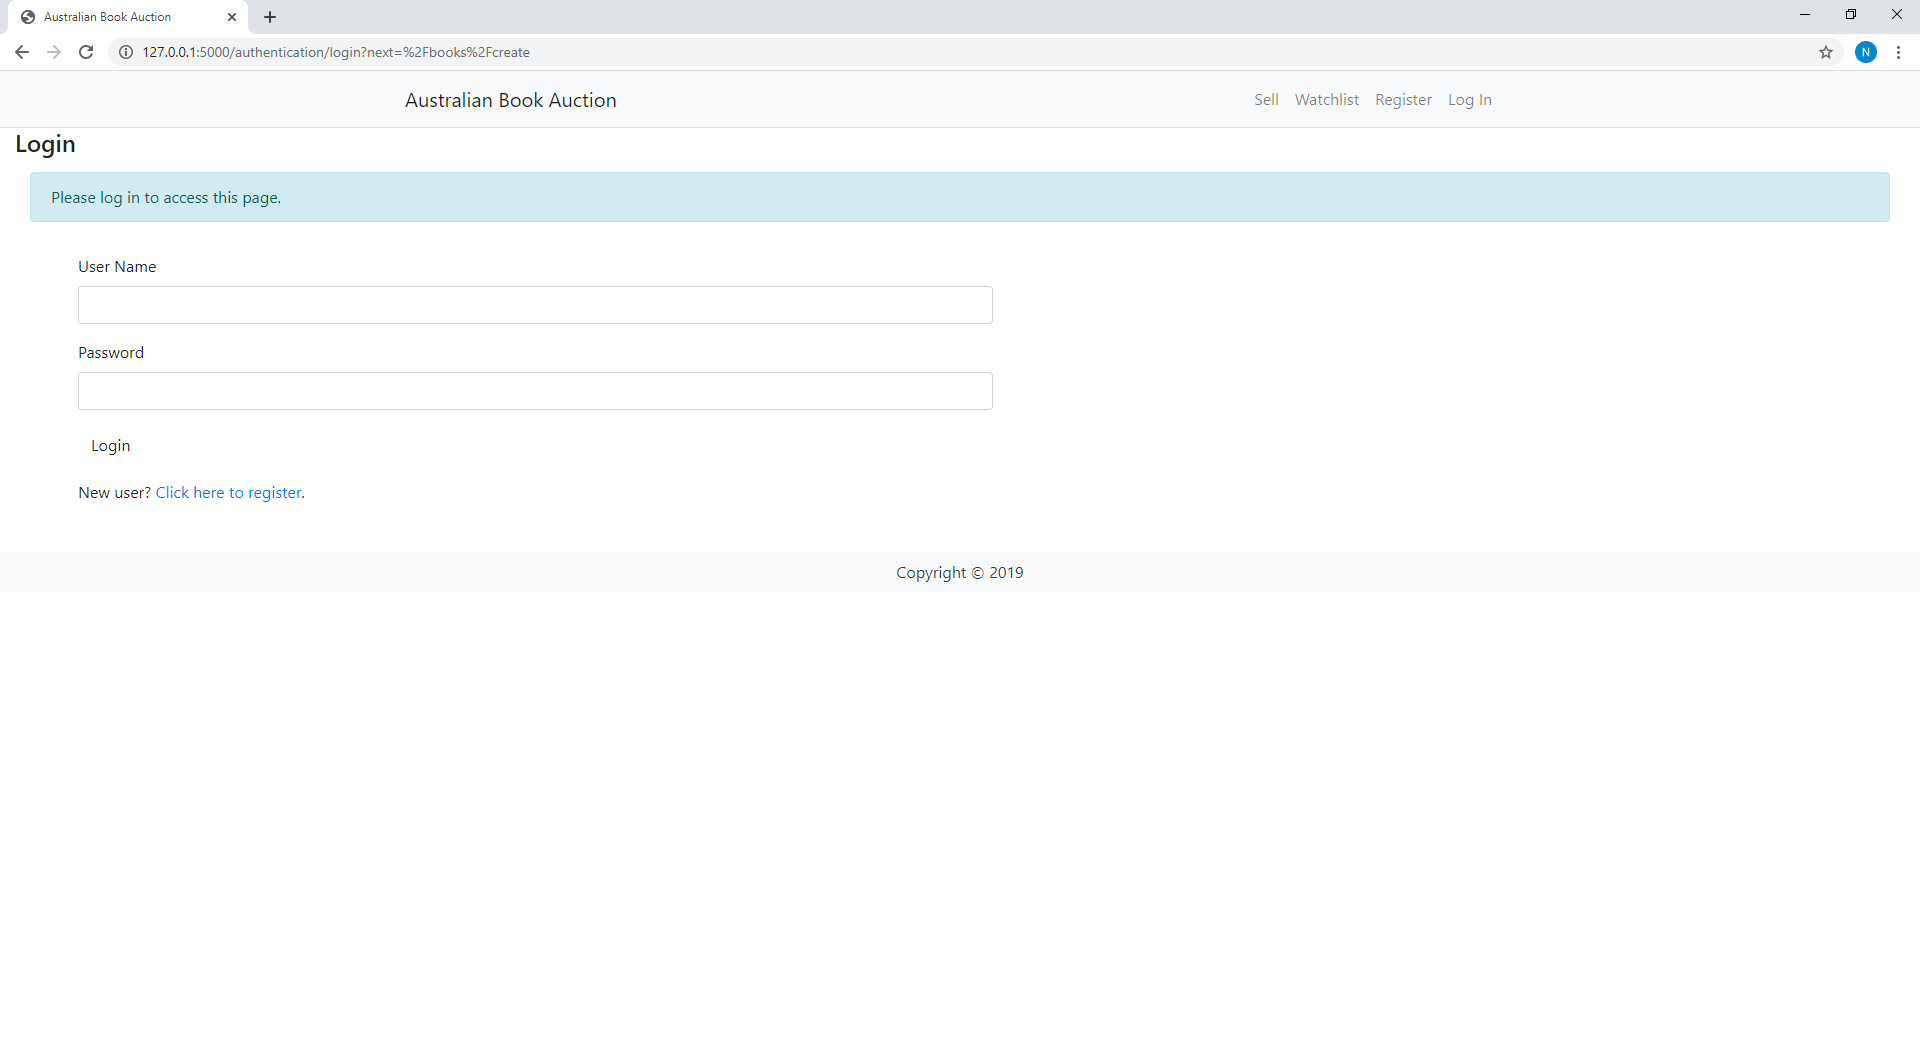 Australian Book Auction
127.0.0.1:5000/authentication/login?next=%2Fbooks%2Fcreate
N
Australian Book Auction
Sell Watchlist Register Log In
Login
Please log in to access this page.
User Name
Password
Login
New user? Click here to register.
Copyright © 2019